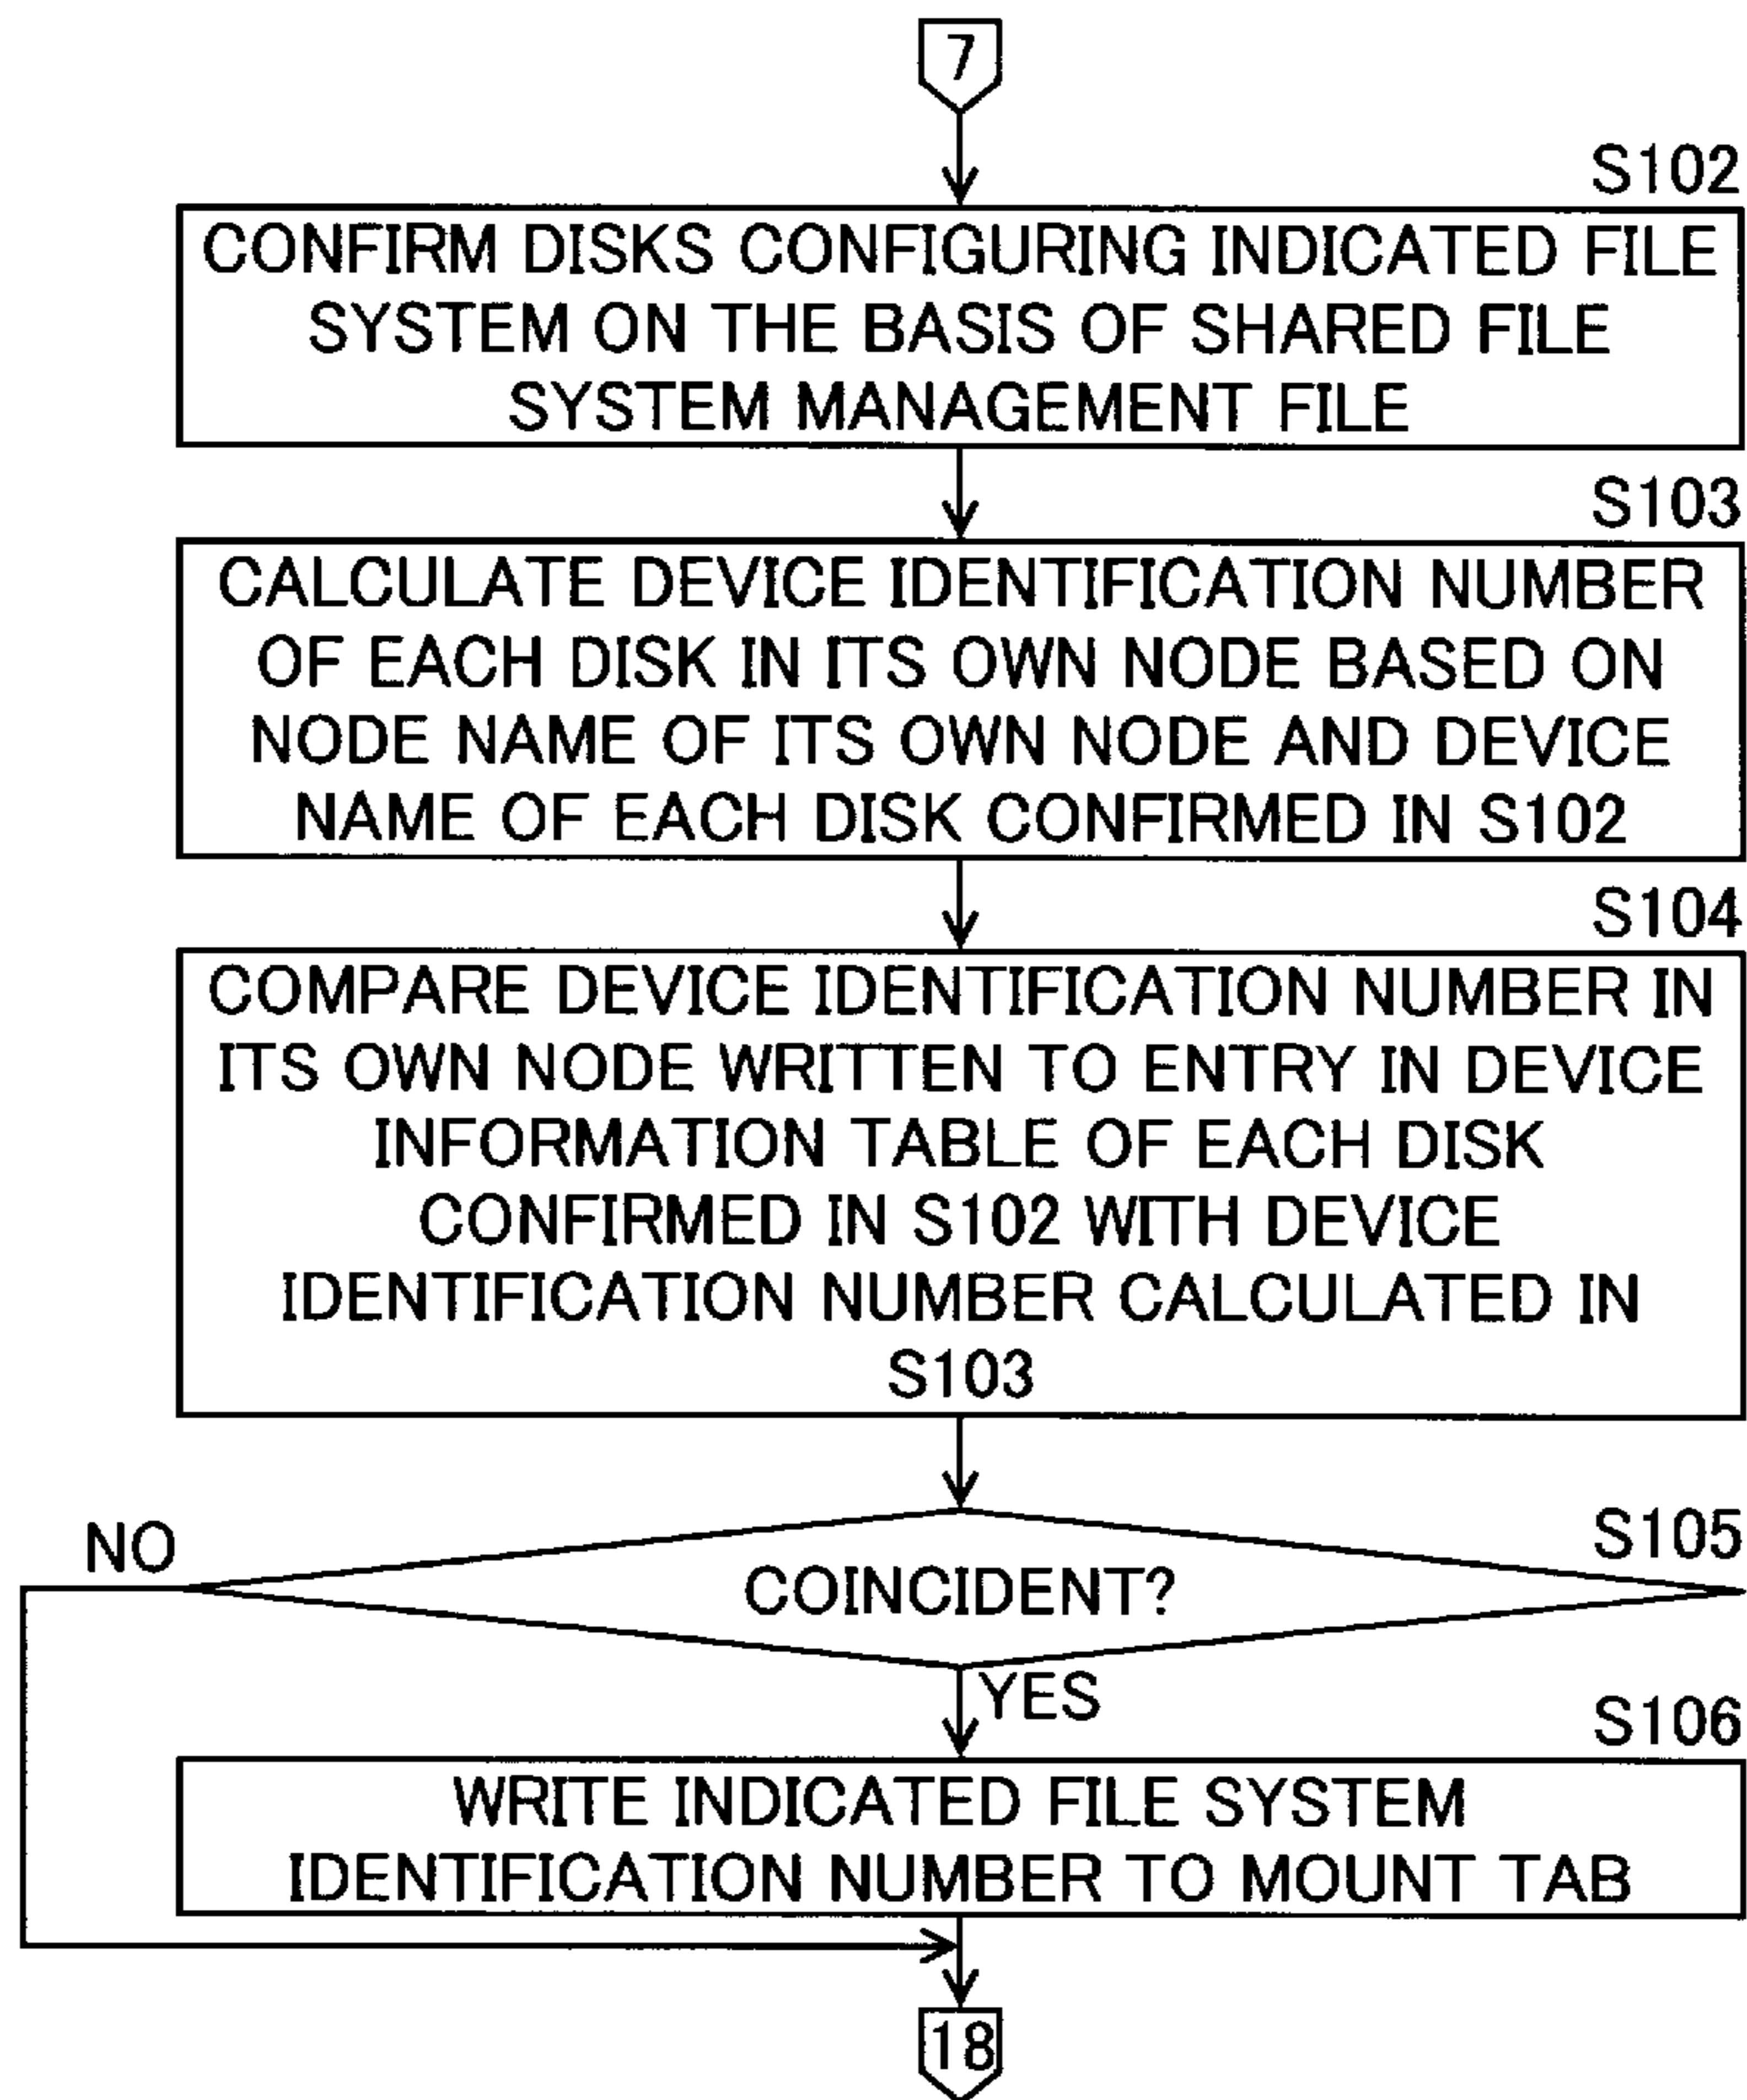 7
S102
CONFIRM DISKS CONFIGURING INDICATED FILE
SYSTEM ON THE BASIS OF SHARED FILE
SYSTEM MANAGEMENT FILE
S103
CALCULATE DEVICE IDENTIFICATION NUMBER
OF EACH DISK IN ITS OWN NODE BASED ON
NODE NAME OF ITS OWN NODE AND DEVICE
NAME OF EACH DISK CONFIRMED IN S102
S104
COMPARE DEVICE IDENTIFICATION NUMBER IN
ITS OWN NODE WRITTEN TO ENTRY IN DEVICE
INFORMATION TABLE OF EACH DISK
CONFIRMED IN S102 WITH DEVICE
IDENTIFICATION NUMBER CALCULATED IN
S103
NO
S105
COINCIDENT?
YES
S106
WRITE INDICATED FILE SYSTEM
IDENTIFICATION NUMBER TO MOUNT TAB
18